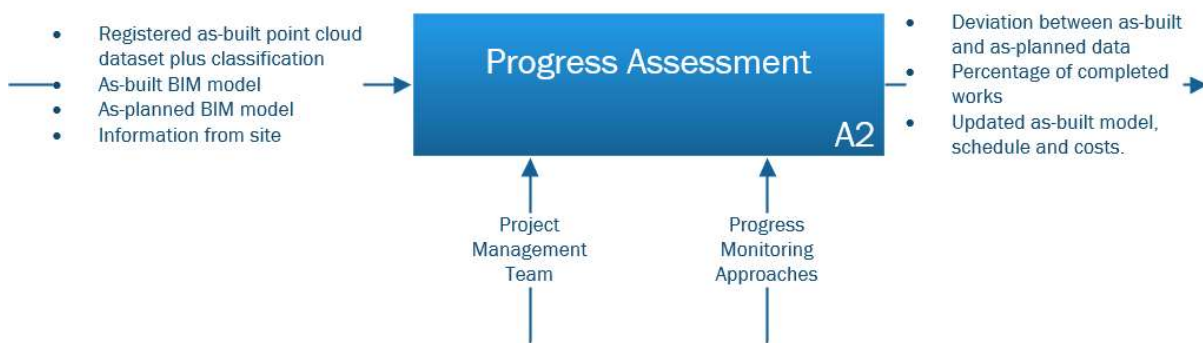 • Registered as-built point cloud
dataset plus classification
• As-built BIM model
• As-planned BIM model
• Information from site
Progress Assessment
A2
• Deviation between as-built
and as-planned data
• Percentage of completed
works
• Updated as-built model,
schedule and costs.
Project
Management
Team
Progress
Monitoring
Approaches